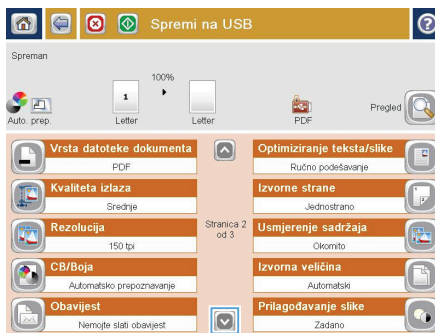 Spremi na USB
Spreman
100%
1
Auto. prep.
Letter
Letter
PDF
Pregled
Vrsta datoteke dokumenta
PDF
Optimiziranje teksta/slike
Ručno podešavanje
Kvaliteta izlaza
Srednje
Izvorne strane
Jednostrano
Stranica 2
od 3
Rezolucija
150 tpi
Usmjerenje sadržaja
Okomito
CB/Boja
Automatsko prepoznavanje
Izvorna veličina
Automatski
Obavijest
Nemojte slati obavijest
Prilagođavanje slike
Zadano